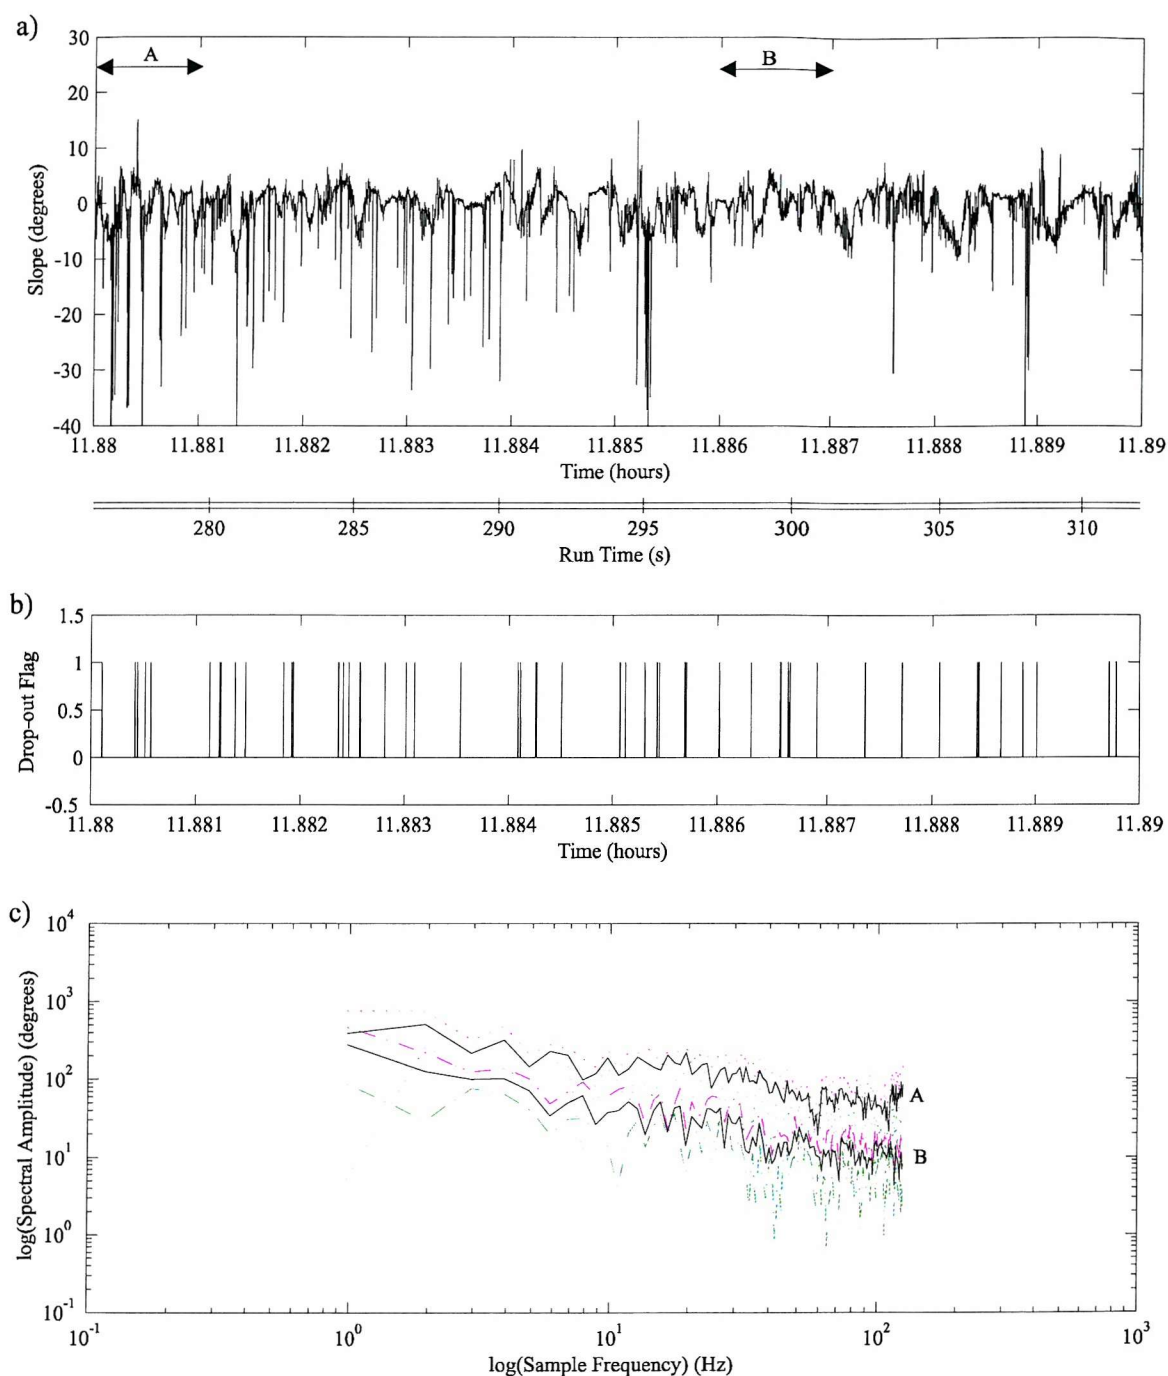 a)
30
A
B
20
10
0
-10
-20
-30
-40
Slope (degrees)
11.88 11.881 11.882 11.883 11.884 11.885 11.886 11.887 11.888 11.889 11.89
Time (hours)
280 285 290 295 300 305 310
Run Time (s)
b)
1.5
1
0.5
0
-0.5
Drop-out Flag
11.88 11.881 11.882 11.883 11.884 11.885 11.886 11.887 11.888 11.889 11.89
Time (hours)
c)
10^4
10^3
10^2
10^1
10^0
10^-1
log(Spectral Amplitude) (degrees)
A
B
10^-1 10^0 10^1 10^2 10^3
log(Sample Frequency) (Hz)